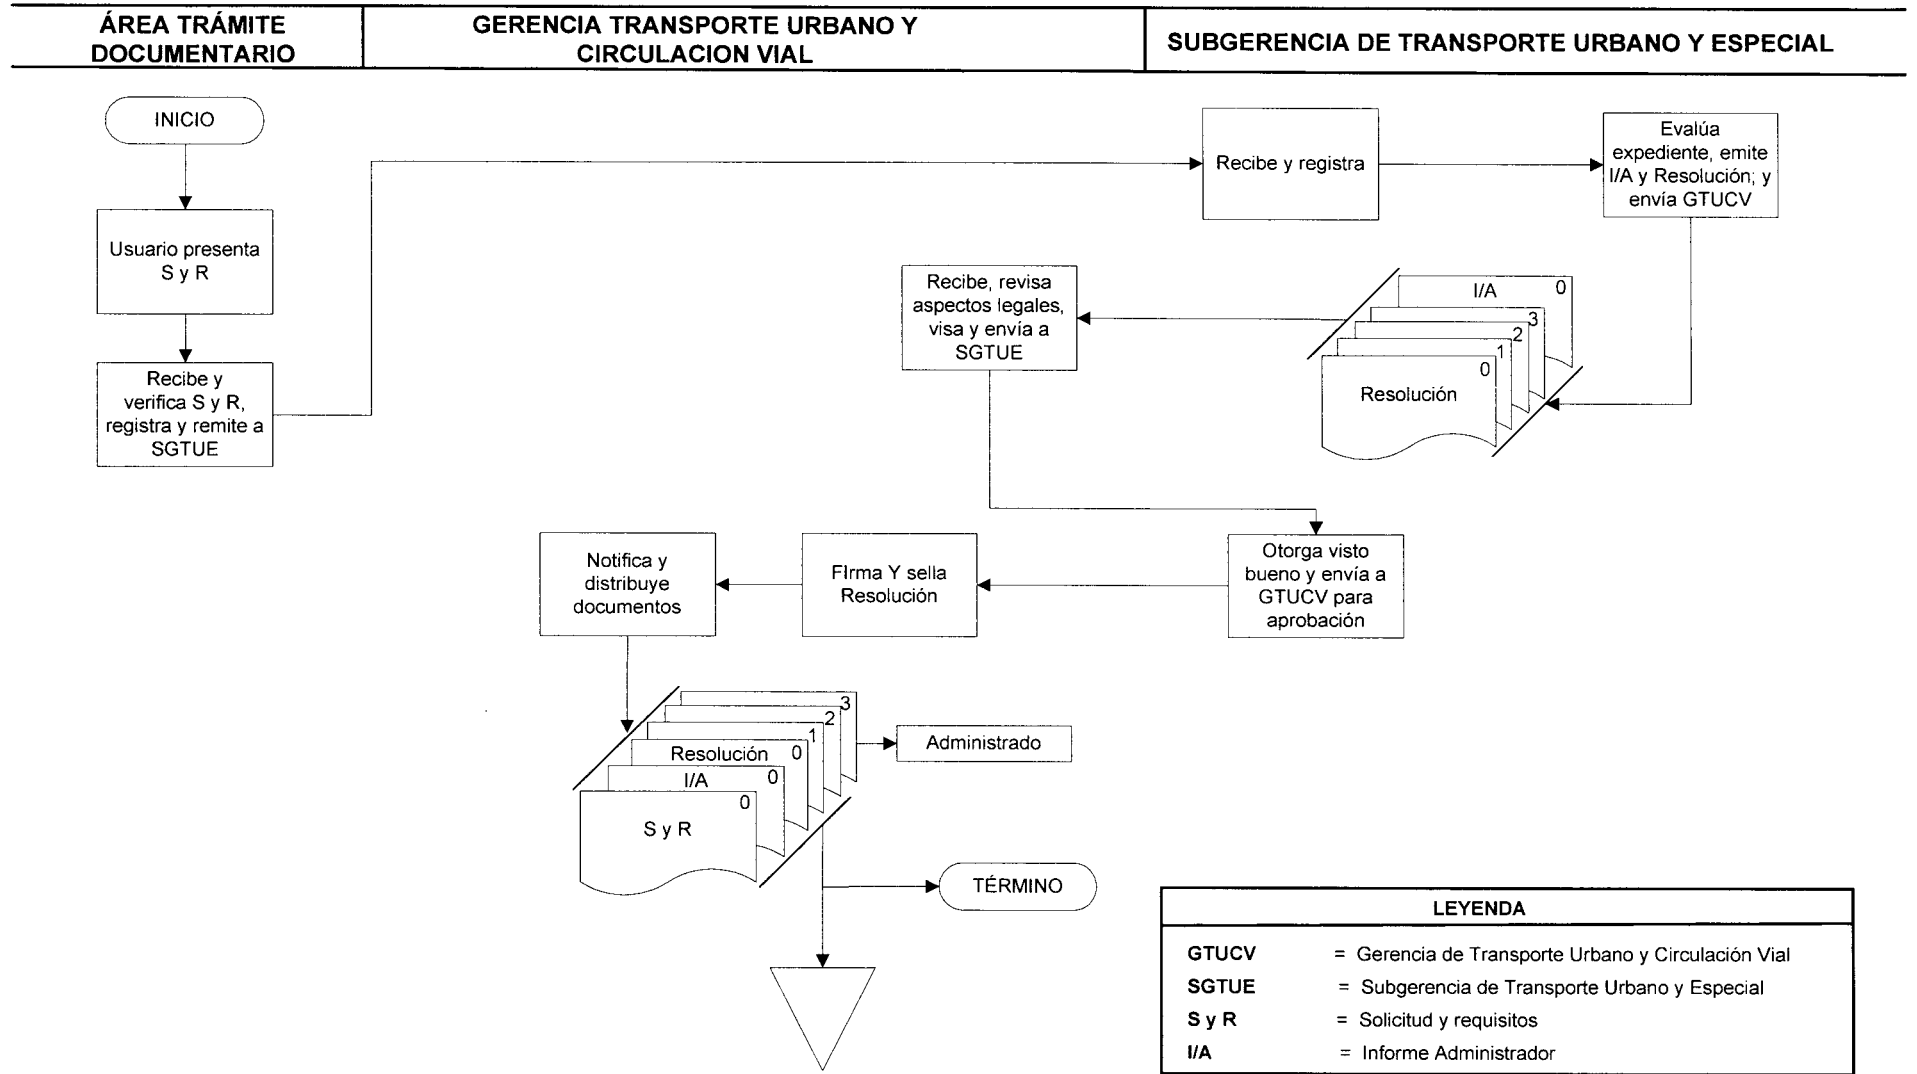 ÁREA TRÁMITE
DOCUMENTARIO
GERENCIA TRANSPORTE URBANO Y
CIRCULACION VIAL
SUBGERENCIA DE TRANSPORTE URBANO Y ESPECIAL
INICIO
Usuario presenta
S y R
Recibe y
verifica S y R,
registra y remite a
SGTUE
Recibe y registra
Evalúa
expediente, emite
I/A y Resolución; y
envía GTUCV
I/A
0
3
2
1
0
Resolución
Recibe, revisa
aspectos legales,
visa y envía a
SGTUE
Otorga visto
bueno y envía a
GTUCV para
aprobación
FIrma Y sella
Resolución
Notifica y
distribuye
documentos
3
2
1
Resolución 0
I/A 0
0
S y R
Administrado
TÉRMINO
LEYENDA
GTUCV = Gerencia de Transporte Urbano y Circulación Vial
SGTUE = Subgerencia de Transporte Urbano y Especial
S y R = Solicitud y requisitos
I/A = Informe Administrador